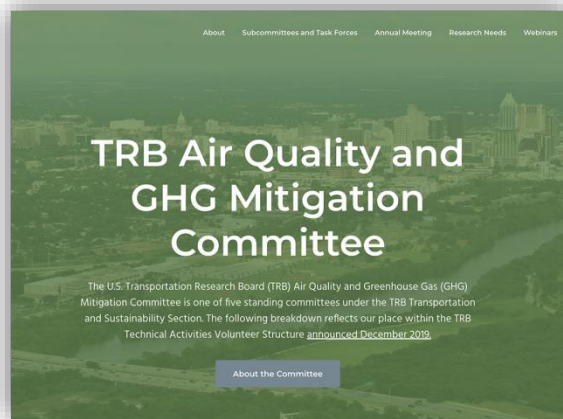 About Subcommittees and Task Forces Annual Meeting Research Needs Webinars
TRB Air Quality and
GHG Mitigation
Committee
The U.S. Transportation Research Board (TRB) Air Quality and Greenhouse Gas (GHG)
Mitigation Committee is one of five standing committees under the TRB Transportation
and Sustainability Section. The following breakdown reflects our place within the TRB
Technical Activities Volunteer Structure announced December 2019.
About the Committee